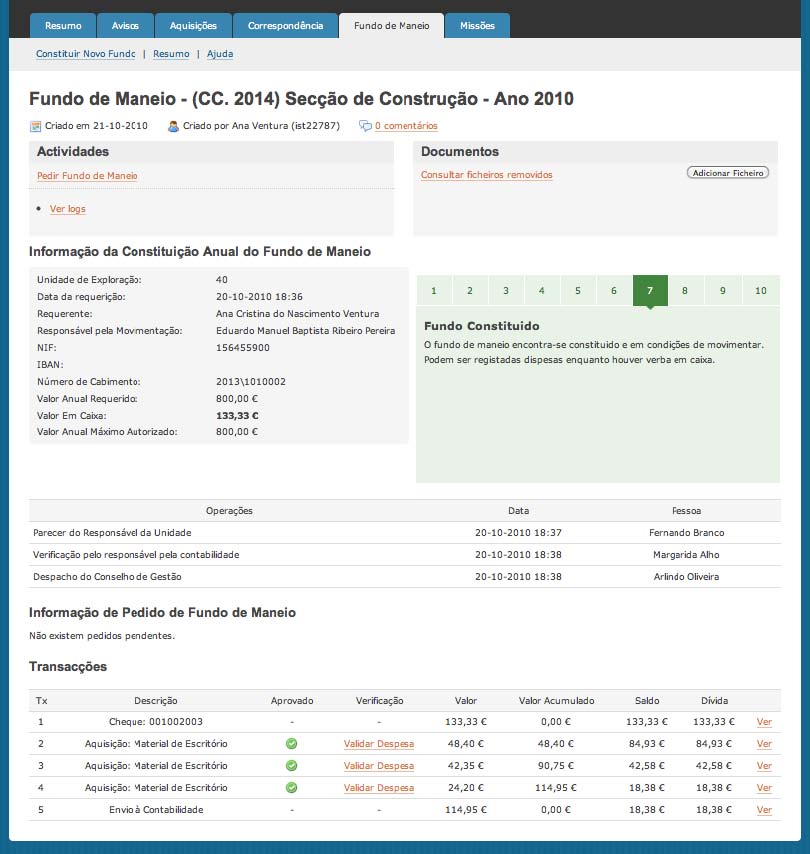 Resumo Avisos Aquisições Correspondência Fundo de Maneio Missões
Constituir Novo Fundo | Resumo | Ajuda
Fundo de Maneio - (CC. 2014) Secção de Construção - Ano 2010
Criado em 21-10-2010 Criado por Ana Ventura (ist22787) 0 comentários
Actividades
Pedir Fundo de Maneio
• Ver logs
Documentos
Consultar ficheiros removidos Adicionar Ficheiro
Informação da Constituição Anual do Fundo de Maneio
Unidade de Exploração: 40
Data da requerição: 20-10-2010 18:36
Requerente: Ana Cristina do Nascimento Ventura
Responsável pela Movimentação: Eduardo Manuel Baptista Ribeiro Pereira
NIF: 156455900
IBAN:
Número de Cabimento: 2013\1010002
Valor Anual Requerido: 800,00 €
Valor Em Caixa: 133,33 €
Valor Anual Máximo Autorizado: 800,00 €
1 2 3 4 5 6 7 8 9 10
Fundo Constituido
O fundo de maneio encontra-se constituido e em condições de movimentar.
Podem ser registadas dispesas enquanto houver verba em caixa.
Operações Data Pessoa
Parecer do Responsável da Unidade 20-10-2010 18:37 Fernando Branco
Verificação pelo responsável pela contabilidade 20-10-2010 18:38 Margarida Alho
Despacho do Conselho de Gestão 20-10-2010 18:38 Arlindo Oliveira
Informação de Pedido de Fundo de Maneio
Não existem pedidos pendentes.
Transacções
Tx Descrição Aprovado Verificação Valor Valor Acumulado Saldo Dívida
1 Cheque: 001002003 - - 133,33 € 0,00 € 133,33 € 133,33 € Ver
2 Aquisição: Material de Escritório Validar Despesa 48,40 € 48,40 € 84,93 € 84,93 € Ver
3 Aquisição: Material de Escritório Validar Despesa 42,35 € 90,75 € 42,58 € 42,58 € Ver
4 Aquisição: Material de Escritório Validar Despesa 24,20 € 114,95 € 18,38 € 18,38 € Ver
5 Envio à Contabilidade - - 114,95 € 0,00 € 18,38 € 18,38 € Ver